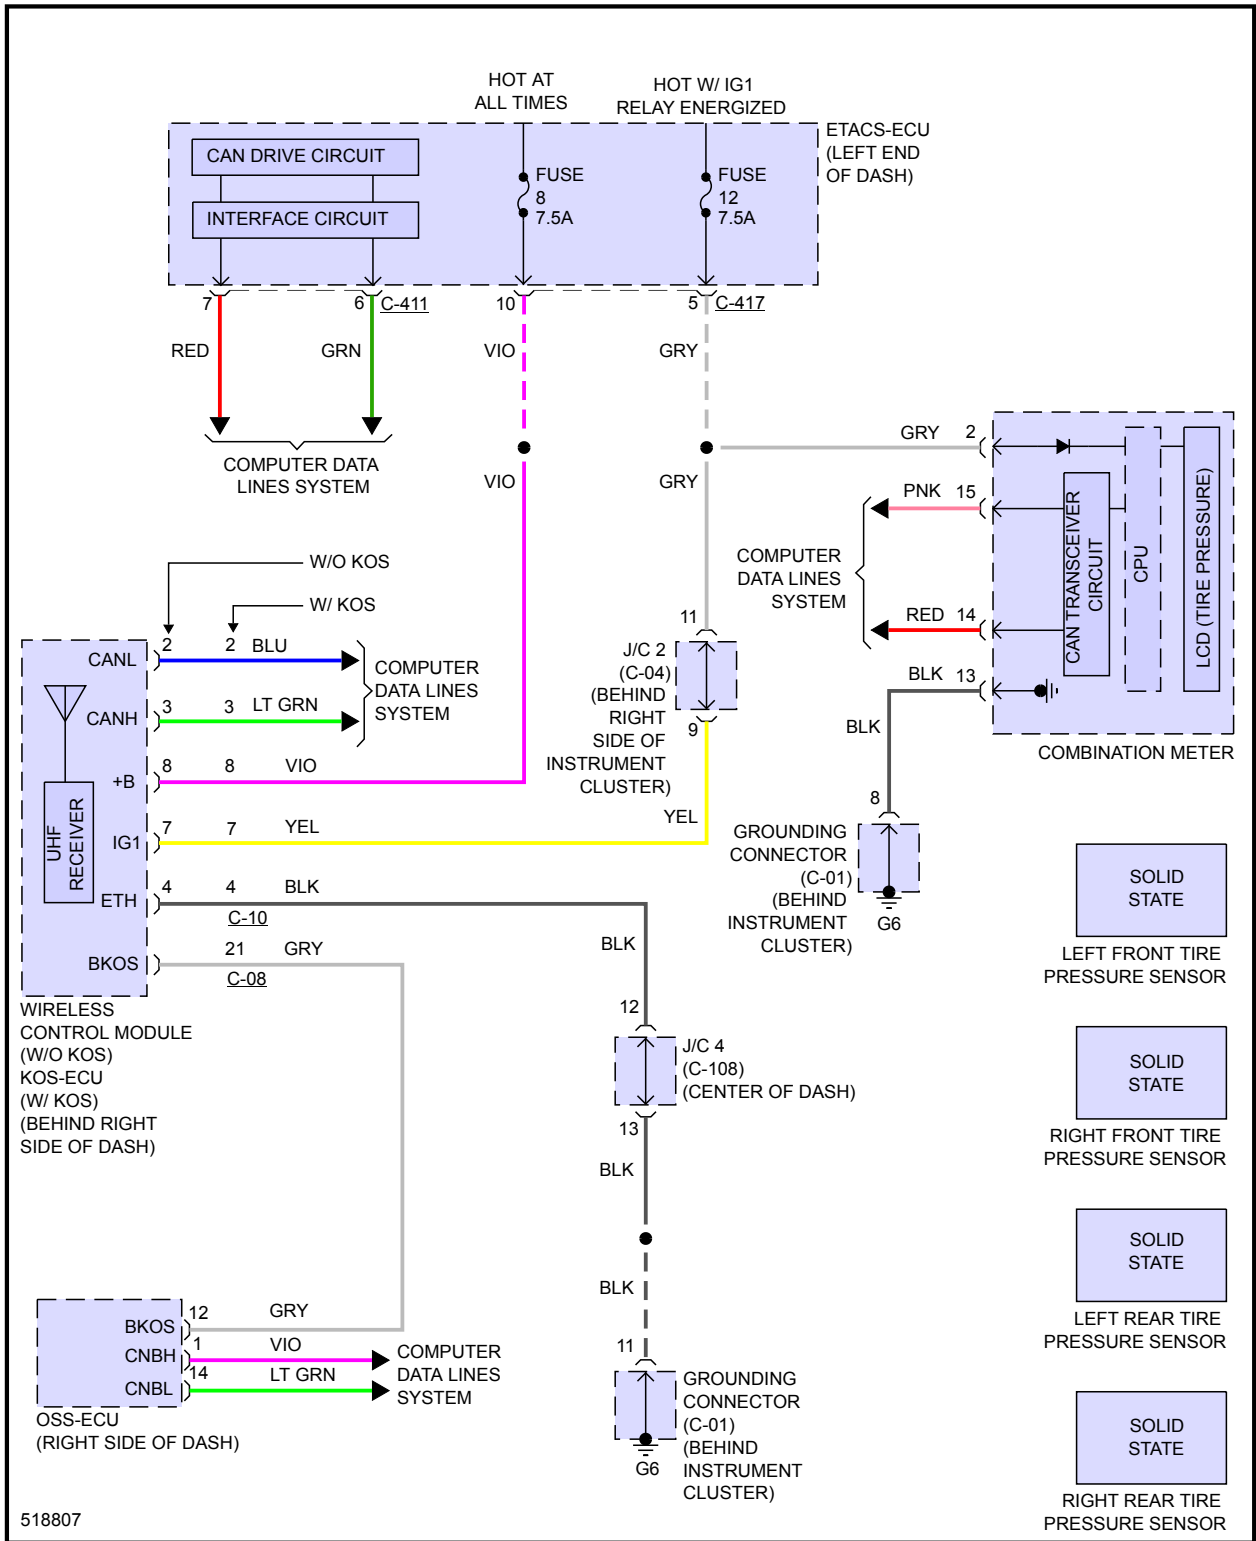 HOT AT
ALL TIMES
HOT W/ IG1
RELAY ENERGIZED
ETACS-ECU
(LEFT END
OF DASH)
CAN DRIVE CIRCUIT
INTERFACE CIRCUIT
FUSE
8
7.5A
FUSE
12
7.5A
7
6
C-411
10
5
C-417
RED
GRN
VIO
GRY
COMPUTER DATA
LINES SYSTEM
VIO
GRY
GRY
2
PNK
15
RED
14
BLK
13
COMPUTER
DATA LINES
SYSTEM
CAN TRANSCEIVER
CIRCUIT
CPU
LCD (TIRE PRESSURE)
COMBINATION METER
BLK
8
GROUNDING
CONNECTOR
(C-01)
(BEHIND
INSTRUMENT
CLUSTER)
G6
11
J/C 2
(C-04)
(BEHIND
RIGHT
SIDE OF
INSTRUMENT
CLUSTER)
9
YEL
W/O KOS
W/ KOS
CANL
2
2
BLU
CANH
3
3
LT GRN
COMPUTER
DATA LINES
SYSTEM
+B
8
8
VIO
IG1
7
7
YEL
ETH
4
4
BLK
C-10
BKOS
21
GRY
C-08
UHF
RECEIVER
WIRELESS
CONTROL MODULE
(W/O KOS)
KOS-ECU
(W/ KOS)
(BEHIND RIGHT
SIDE OF DASH)
BLK
12
J/C 4
(C-108)
(CENTER OF DASH)
13
BLK
BLK
11
GROUNDING
CONNECTOR
(C-01)
(BEHIND
INSTRUMENT
CLUSTER)
G6
BKOS
12
GRY
CNBH
1
VIO
CNBL
14
LT GRN
COMPUTER
DATA LINES
SYSTEM
OSS-ECU
(RIGHT SIDE OF DASH)
SOLID
STATE
LEFT FRONT TIRE
PRESSURE SENSOR
SOLID
STATE
RIGHT FRONT TIRE
PRESSURE SENSOR
SOLID
STATE
LEFT REAR TIRE
PRESSURE SENSOR
SOLID
STATE
RIGHT REAR TIRE
PRESSURE SENSOR
518807